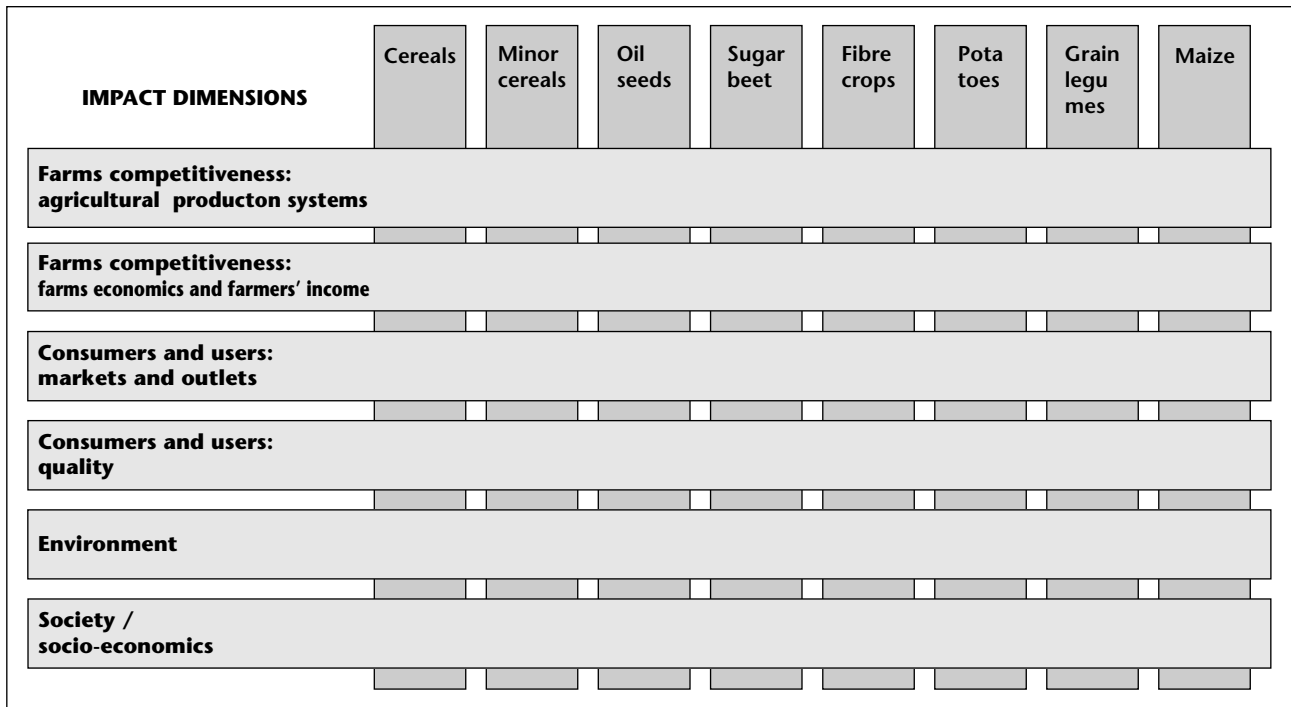 IMPACT DIMENSIONS
Cereals
Minor
cereals
Oil
seeds
Sugar
beet
Fibre
crops
Pota
toes
Grain
legu
mes
Maize
Farms competitiveness:
agricultural producton systems
Farms competitiveness:
farms economics and farmers’ income
Consumers and users:
markets and outlets
Consumers and users:
quality
Environment
Society /
socio-economics